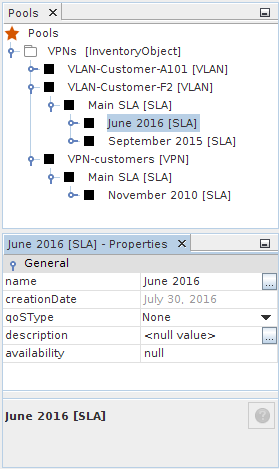 Pools
Pools
VPNs [InventoryObject]
VLAN-Customer-A101 [VLAN]
VLAN-Customer-F2 [VLAN]
Main SLA [SLA]
June 2016 [SLA]
September 2015 [SLA]
VPN-customers [VPN]
Main SLA [SLA]
November 2010 [SLA]
June 2016 [SLA] - Properties
General
name June 2016 ...
creationDate July 30, 2016
qoSType None
description <null value> ...
availability null
June 2016 [SLA]
?